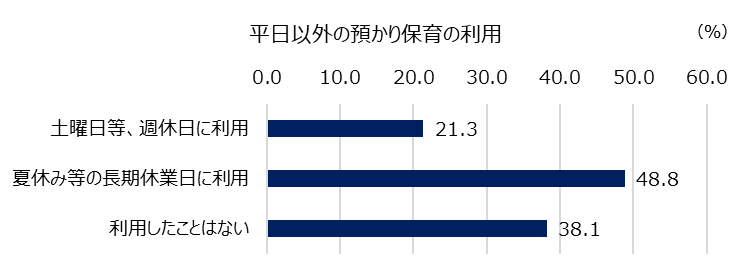 平日以外の預かり保育の利用
(%)
0.0 10.0 20.0 30.0 40.0 50.0 60.0
土曜日等、週休日に利用 21.3
夏休み等の長期休業日に利用 48.8
利用したことはない 38.1